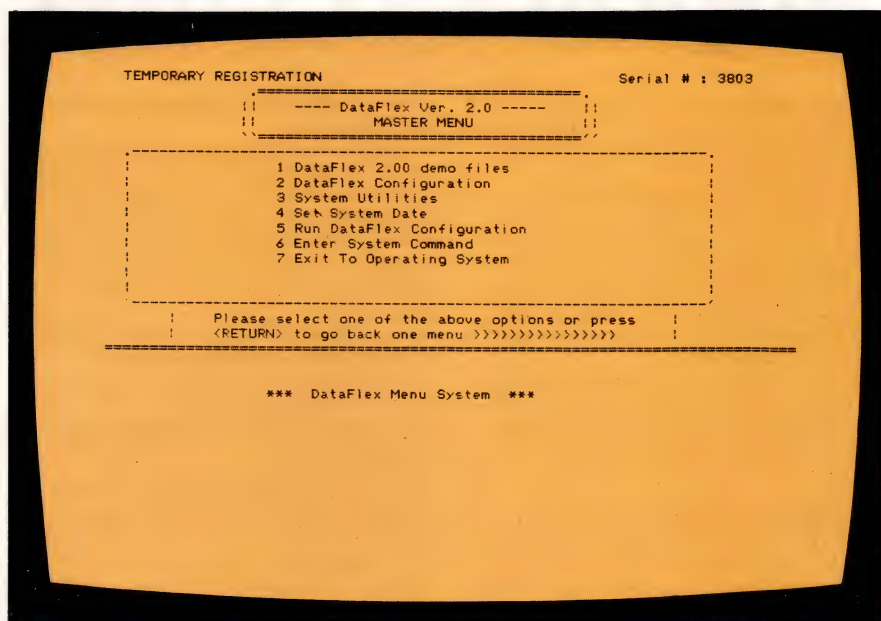 TEMPORARY REGISTRATION Serial # : 3803
---- DataFlex Ver. 2.0 -----
MASTER MENU
1 DataFlex 2.00 demo files
2 DataFlex Configuration
3 System Utilities
4 Set System Date
5 Run DataFlex Configuration
6 Enter System Command
7 Exit To Operating System
Please select one of the above options or press
<RETURN> to go back one menu >>>>>>>>>>>>>>>>
*** DataFlex Menu System ***